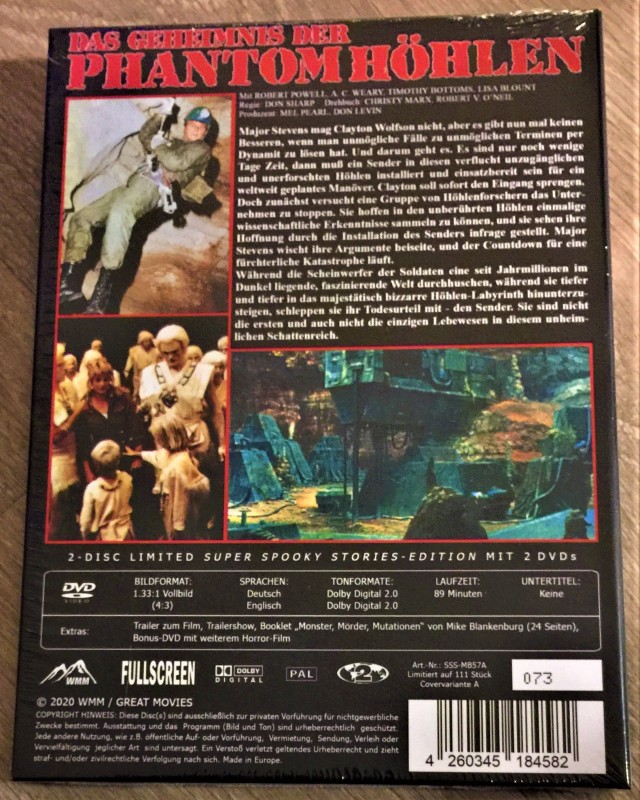 DAS GEHEIMNIS DER
PHANTOM HÖHLEN
Mit ROBERT POWELL, A. C. WEARY, TIMOTHY BOTTOMS, LISA BLOUNT
Regie: DON SHARP Drehbuch: CHRISTY MARX, ROBERT V. O'NEIL
Produzent: MEL PEARL, DON LEVIN
Major Stevens mag Clayton Wolfson nicht, aber es gibt nun mal keinen
Besseren, wenn man unmögliche Fälle zu unmöglichen Terminen per
Dynamit zu lösen hat. Und darum geht es. Es sind nur noch wenige
Tage Zeit, dann muß ein Sender in diesen verflucht unzugänglichen
und unerforschten Höhlen installiert und einsatzbereit sein für ein
weltweit geplantes Manöver. Clayton soll sofort den Eingang sprengen.
Doch zunächst versucht eine Gruppe von Höhlenforschern das Unter-
nehmen zu stoppen. Sie hoffen in den unberührten Höhlen einmalige
wissenschaftliche Erkenntnisse sammeln zu können, und sie sehen ihre
Hoffnung durch die Installation des Senders infrage gestellt. Major
Stevens wischt ihre Argumente beiseite, und der Countdown für eine
fürchterliche Katastrophe läuft.
Während die Scheinwerfer der Soldaten eine seit Jahrmillionen im
Dunkel liegende, faszinierende Welt durchhuschen, während sie tiefer
und tiefer in das majestätisch bizzarre Höhlen-Labyrinth hinunterzu-
steigen, schleppen sie ihr Todesurteil mit - den Sender. Sie sind nicht
die ersten und auch nicht die einzigen Lebewesen in diesem unheim-
lichen Schattenreich.
2-DISC LIMITED SUPER SPOOKY STORIES-EDITION MIT 2 DVDs
DVD VIDEO
BILDFORMAT: SPRACHEN: TONFORMATE: LAUFZEIT: UNTERTITEL:
1.33:1 Vollbild Deutsch Dolby Digital 2.0 89 Minuten Keine
(4:3) Englisch Dolby Digital 2.0
Extras: Trailer zum Film, Trailershow, Booklet „Monster, Mörder, Mutationen“ von Mike Blankenburg (24 Seiten),
Bonus-DVD mit weiterem Horror-Film
WMM FULLSCREEN DOLBY DIGITAL PAL 2
Art.-Nr.: SSS-MB57A
Limitiert auf 111 Stück
Covervariante A
073
© 2020 WMM / GREAT MOVIES
COPYRIGHT HINWEIS: Diese Disc(s) sind ausschließlich zur privaten Vorführung für nichtgewerbliche
Zwecke bestimmt. Ausstattung und das Programm (Bild und Ton) sind urheberrechtlich geschützt.
Jede andere Nutzung, wie z.B. öffentliche Auf- oder Vorführung, Vermietung, Sendung, Verleih oder
Vervielfältigung jeglicher Art sind untersagt. Ein Verstoß verletzt geltendes Urheberrecht und zieht
straf- und/oder zivilrechtliche Verfolgung nach sich. Made in Europe.
4 260345 184582